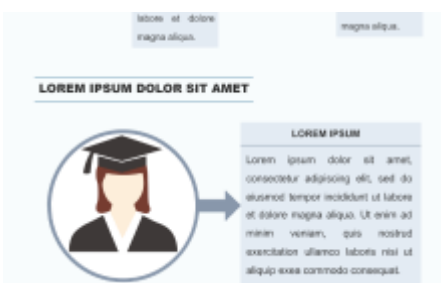 labore et dolore
magna aliqua.
magna aliqua.
LOREM IPSUM DOLOR SIT AMET
LOREM IPSUM
Lorem ipsum dolor sit amet,
consectetur adipiscing elit, sed do
eiusmod tempor incididunt ut labore
et dolore magna aliqua. Ut enim ad
minim veniam, quis nostrud
exercitation ullamco laboris nisi ut
aliquip exea commodo consequat.